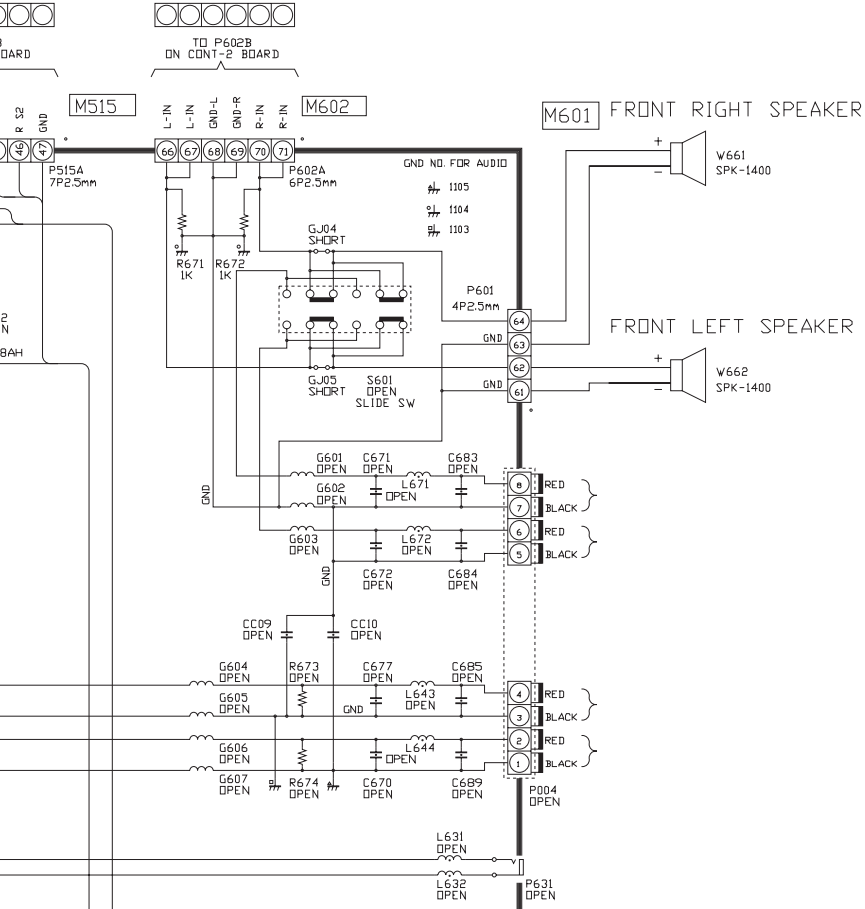 TO P602B
ON CONT-2 BOARD
OARD
M515
M602
R S2
GND
L-IN
L-IN
GND-L
GND-R
R-IN
R-IN
46
47
66
67
68
69
70
71
P515A
7P2.5mm
P602A
6P2.5mm
M601
FRONT RIGHT SPEAKER
+
-
W661
SPK-1400
GND NO. FOR AUDIO
1105
1104
1103
R671
1K
R672
1K
GJ04
SHORT
P601
4P2.5mm
64
GND
63
62
GND
61
FRONT LEFT SPEAKER
+
-
W662
SPK-1400
2
N
8AH
GJ05
SHORT
S601
OPEN
SLIDE SW
G601
OPEN
C671
OPEN
L671
OPEN
C683
OPEN
G602
OPEN
GND
8
RED
7
BLACK
6
RED
5
BLACK
G603
OPEN
L672
OPEN
C672
OPEN
C684
OPEN
GND
CC09
OPEN
CC10
OPEN
G604
OPEN
R673
OPEN
C677
OPEN
L643
OPEN
C685
OPEN
G605
OPEN
GND
4
RED
3
BLACK
2
RED
1
BLACK
G606
OPEN
L644
OPEN
G607
OPEN
R674
OPEN
C670
OPEN
C689
OPEN
P004
OPEN
L631
OPEN
L632
OPEN
P631
OPEN